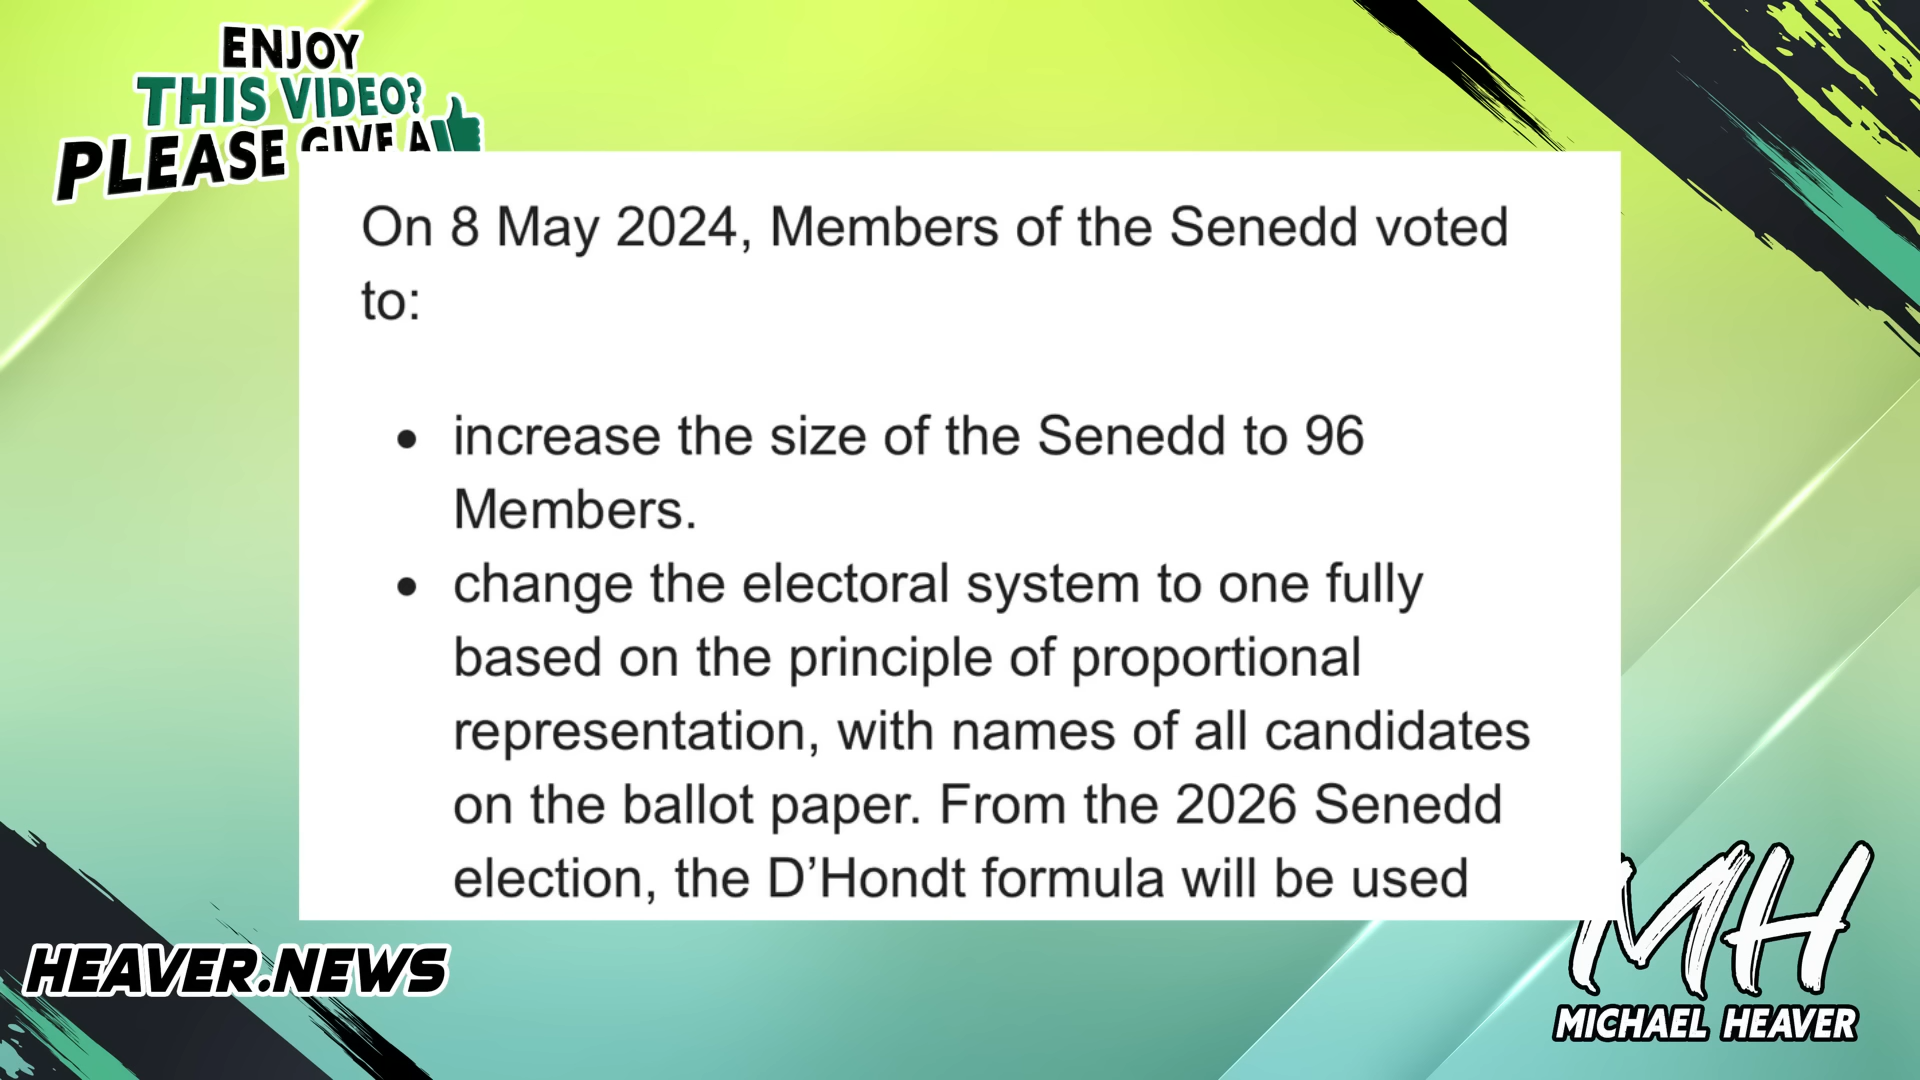 ENJOY
THIS VIDEO?
PLEASE GIVE A
On 8 May 2024, Members of the Senedd voted
to:
• increase the size of the Senedd to 96
Members.
• change the electoral system to one fully
based on the principle of proportional
representation, with names of all candidates
on the ballot paper. From the 2026 Senedd
election, the D’Hondt formula will be used
HEAVER.NEWS
MH
MICHAEL HEAVER